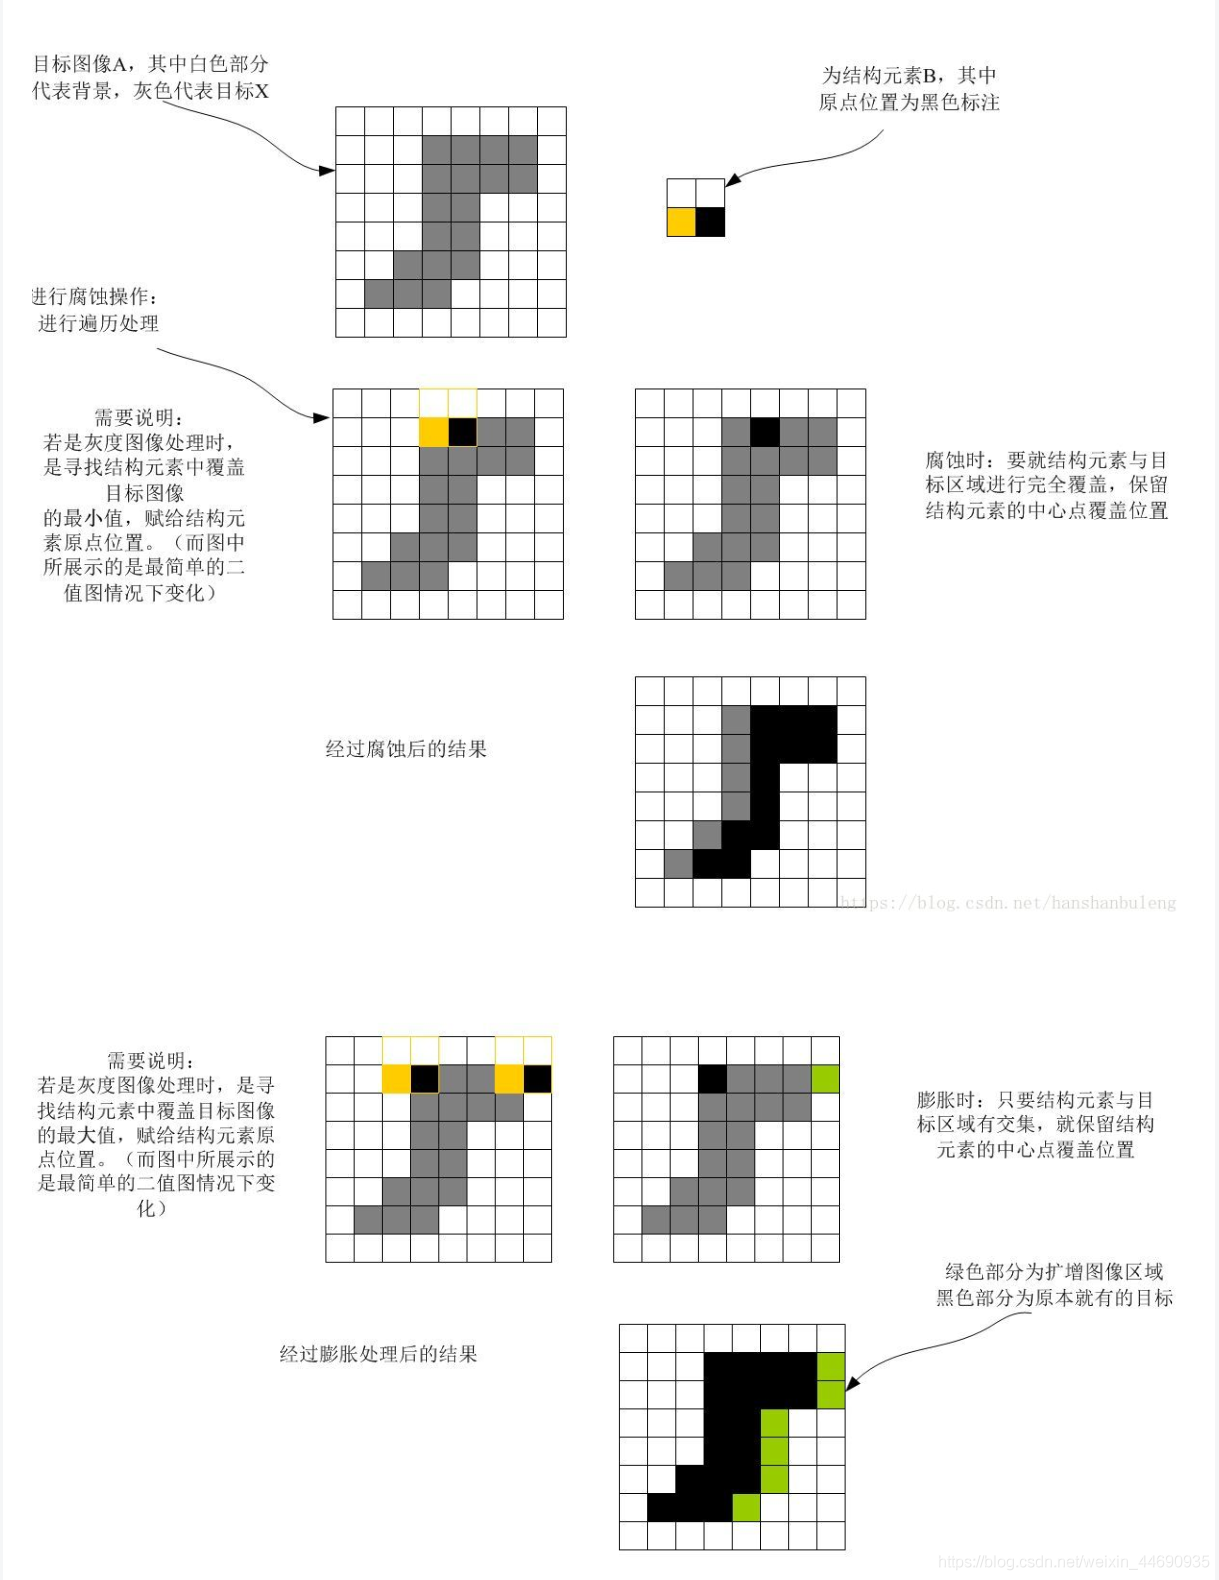 目标图像A，其中白色部分
代表背景，灰色代表目标X
为结构元素B，其中
原点位置为黑色标注
进行腐蚀操作：
进行遍历处理
需要说明：
若是灰度图像处理时，
是寻找结构元素中覆盖
目标图像
的最小值，赋给结构元
素原点位置。（而图中
所展示的是最简单的二
值图情况下变化）
腐蚀时：要就结构元素与目
标区域进行完全覆盖，保留
结构元素的中心点覆盖位置
经过腐蚀后的结果
https://blog.csdn.net/hanshanbuleng
需要说明：
若是灰度图像处理时，是寻
找结构元素中覆盖目标图像
的最大值，赋给结构元素原
点位置。（而图中所展示的
是最简单的二值图情况下变
化）
膨胀时：只要结构元素与目
标区域有交集，就保留结构
元素的中心点覆盖位置
绿色部分为扩增图像区域
黑色部分为原本就有的目标
经过膨胀处理后的结果
https://blog.csdn.net/weixin_44690935